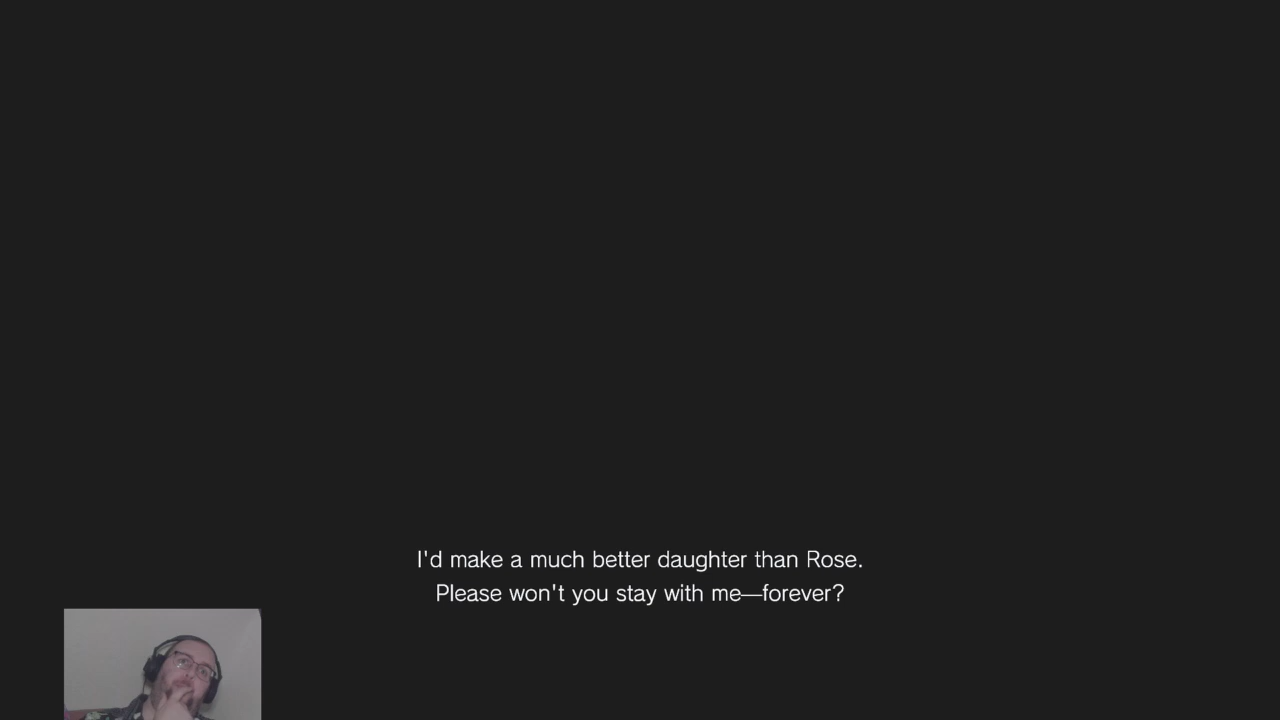 I'd make a much better daughter than Rose.
Please won't you stay with me—forever?